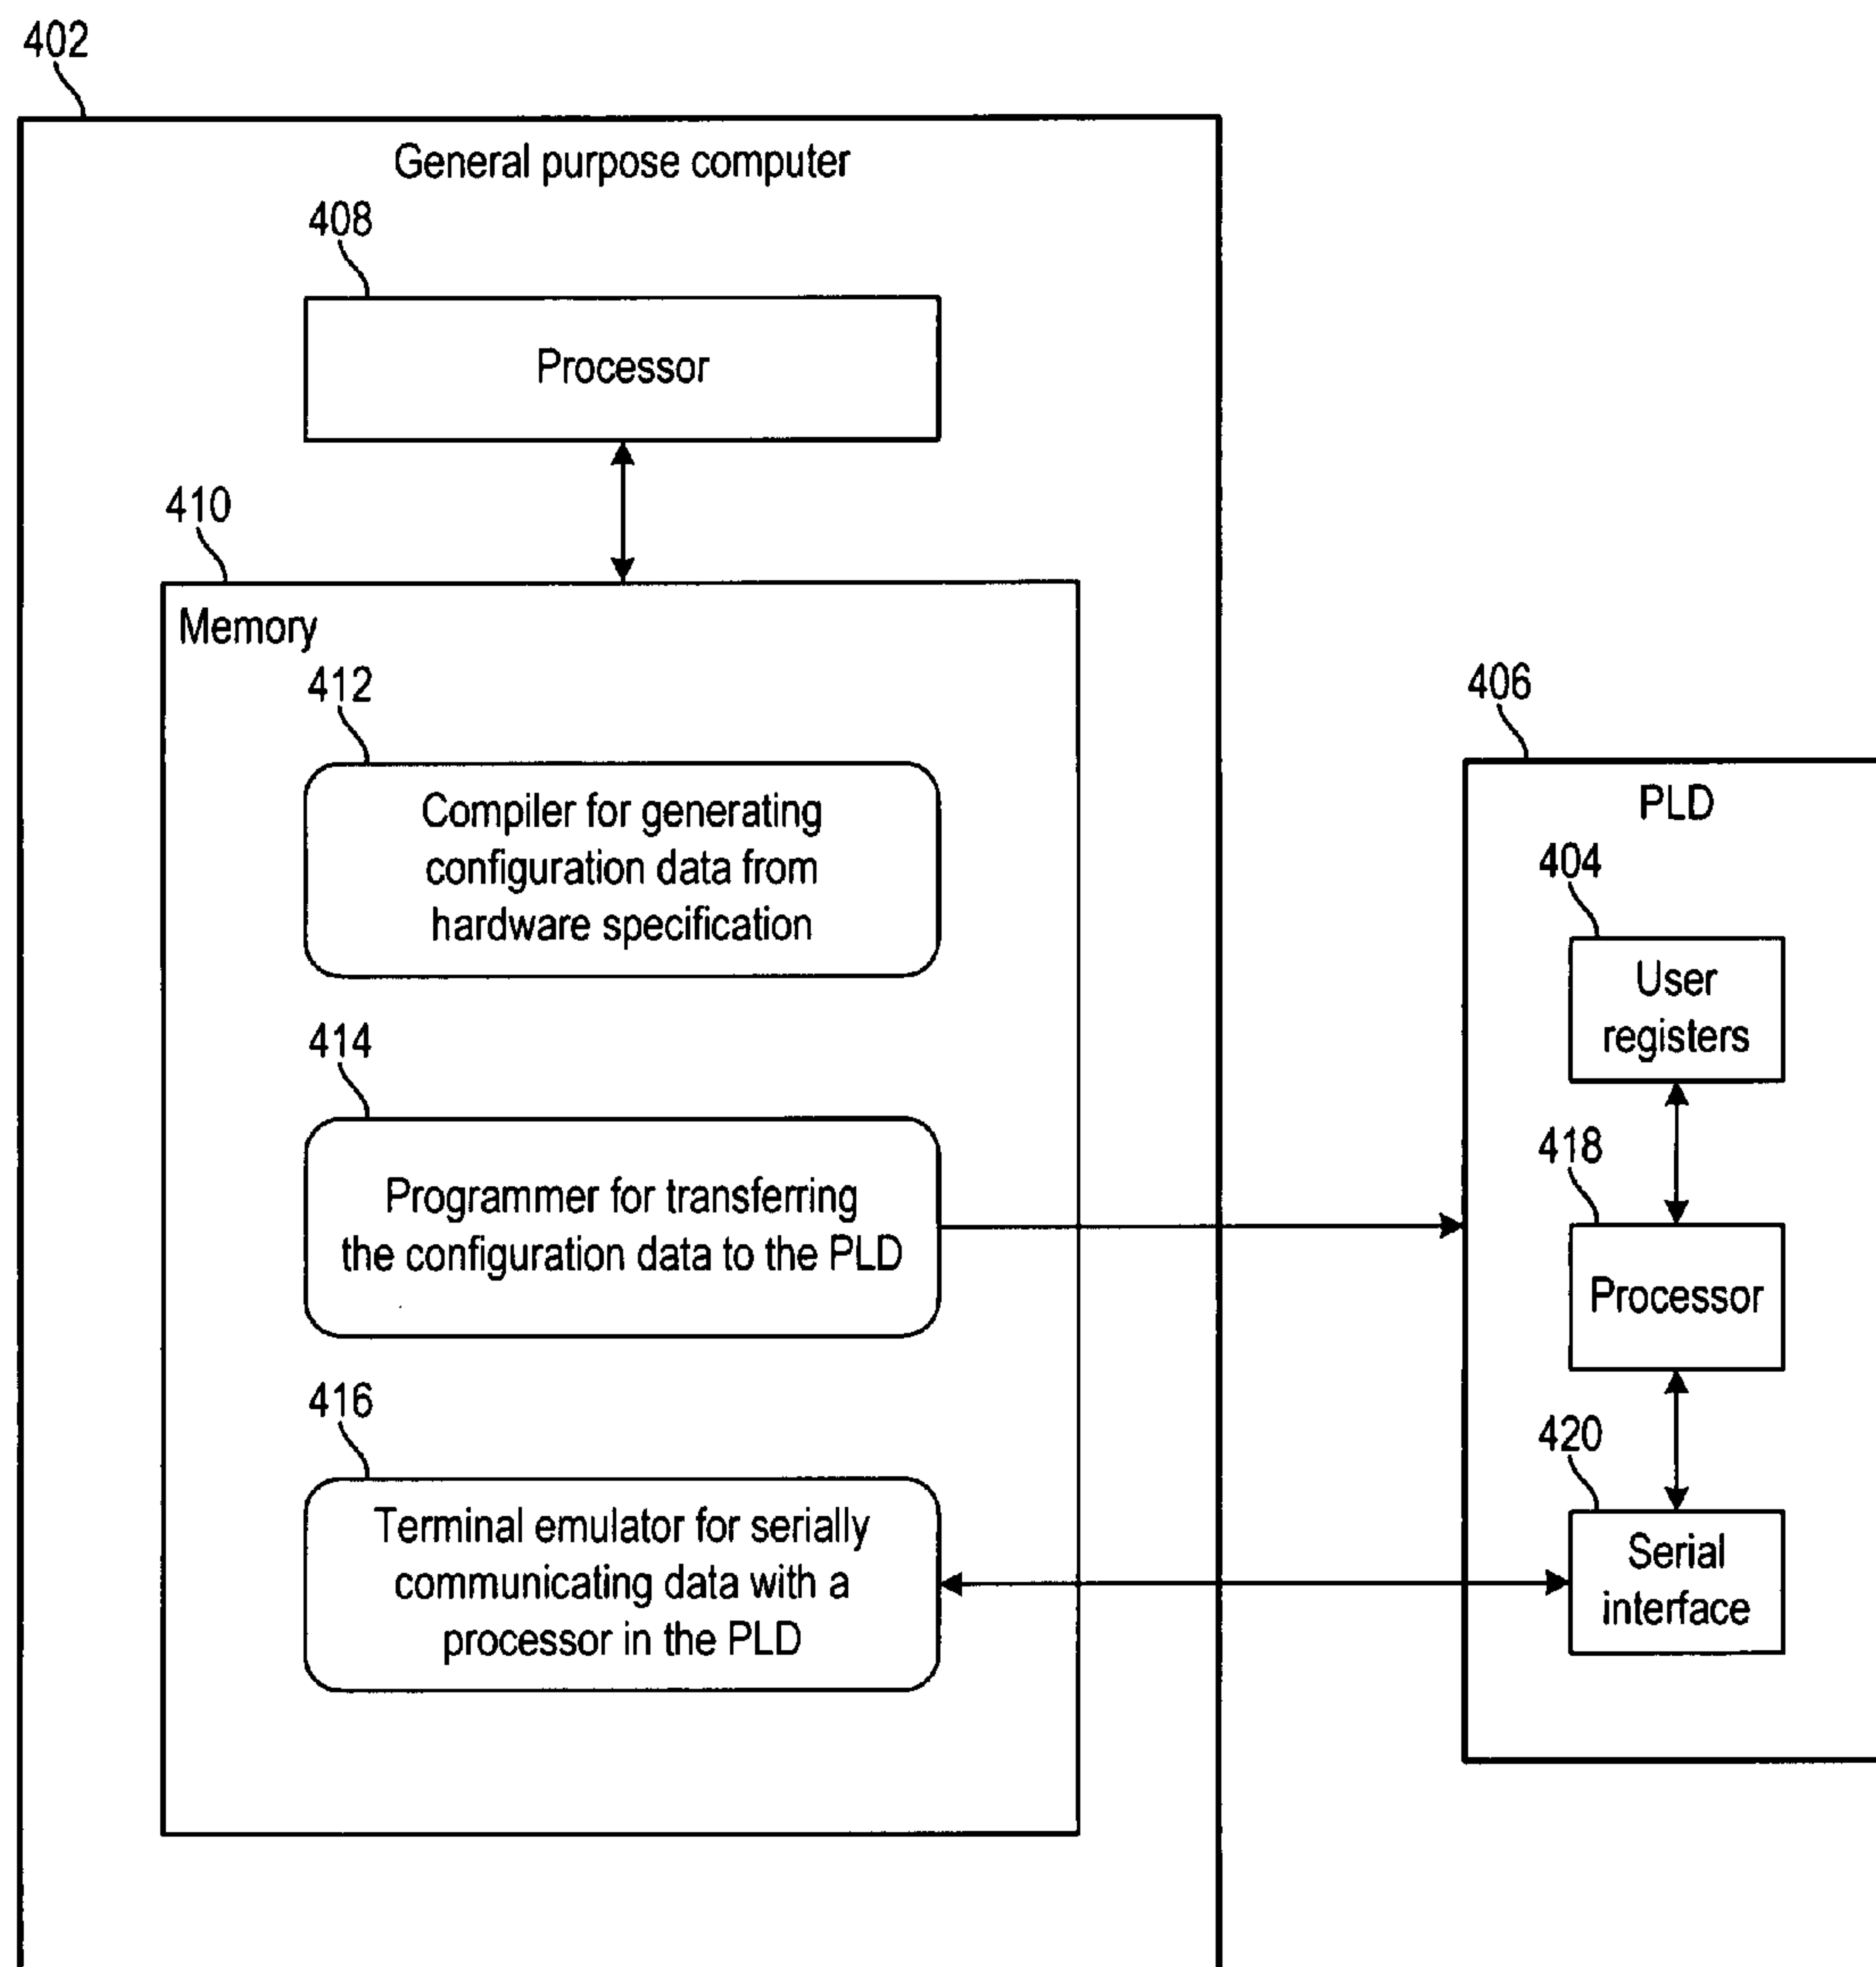 402
General purpose computer
408
Processor
410
Memory
412
Compiler for generating
configuration data from
hardware specification
414
Programmer for transferring
the configuration data to the PLD
416
Terminal emulator for serially
communicating data with a
processor in the PLD
406
PLD
404
User
registers
418
Processor
420
Serial
interface